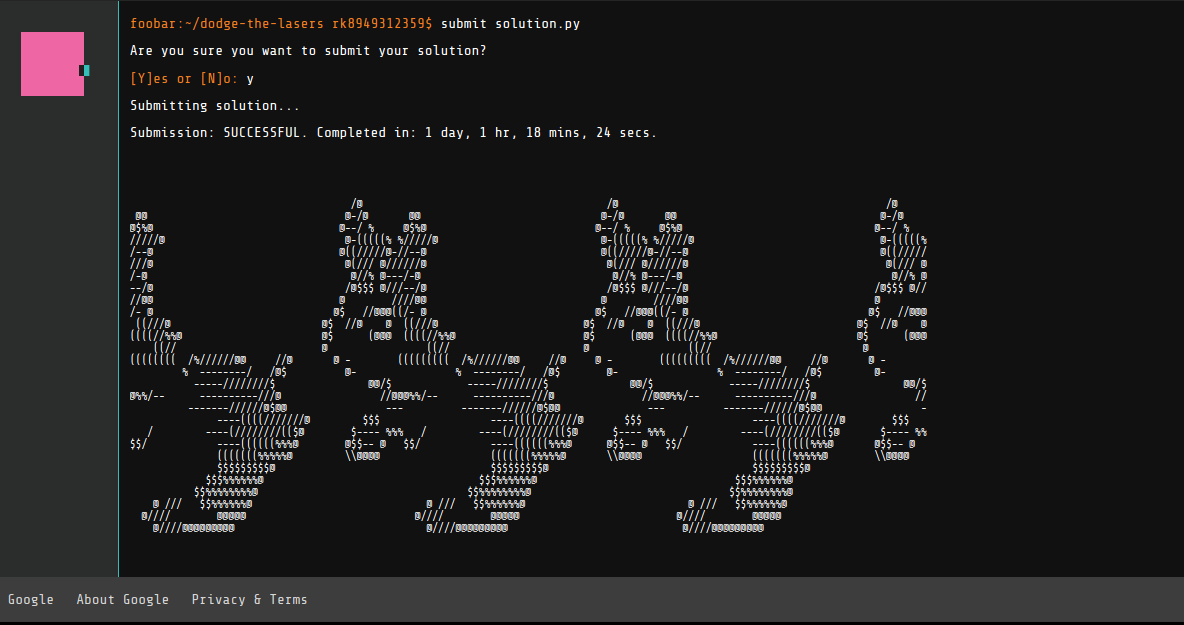 foobar:~/dodge-the-lasers rk8949312359$ submit solution.py
Are you sure you want to submit your solution?
[Y]es or [N]o: y
Submitting solution...
Submission: SUCCESSFUL. Completed in: 1 day, 1 hr, 18 mins, 24 secs.
Google About Google Privacy & Terms